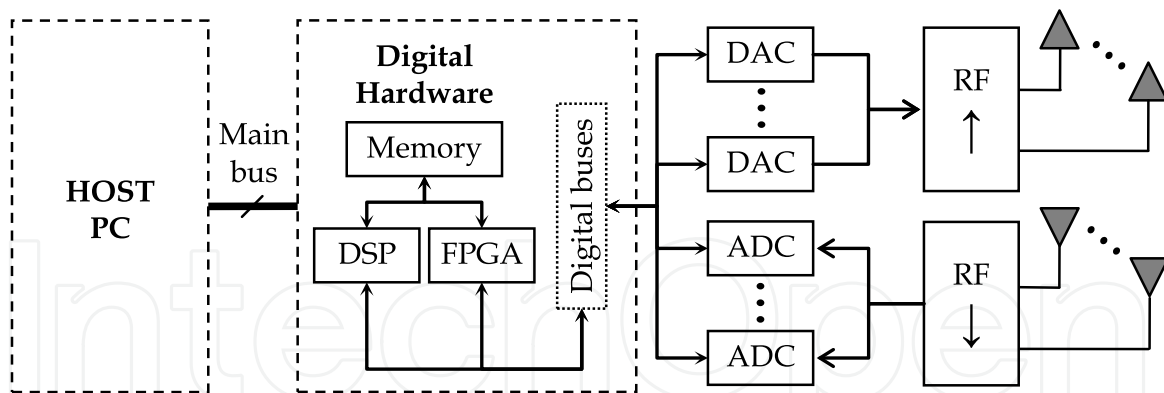 HOST
PC
Main
bus
Digital
Hardware
Memory
DSP
FPGA
Digital buses
DAC
DAC
ADC
ADC
RF
RF
IntechOpen